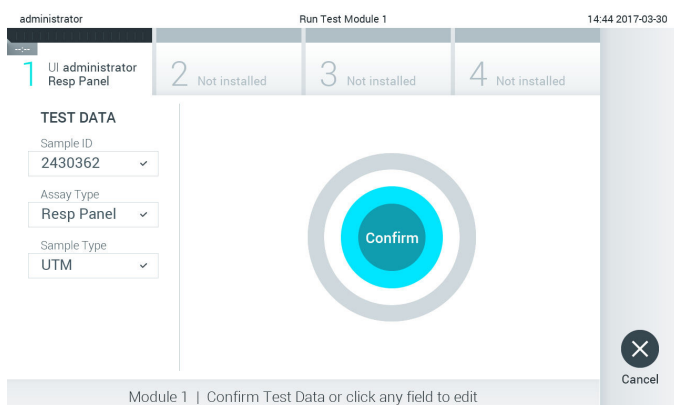 administrator Run Test Module 1 14:44 2017-03-30
--:--
1 UI administrator
Resp Panel
2 Not installed
3 Not installed
4 Not installed
TEST DATA
Sample ID
2430362
Assay Type
Resp Panel
Sample Type
UTM
Confirm
Cancel
Module 1 | Confirm Test Data or click any field to edit